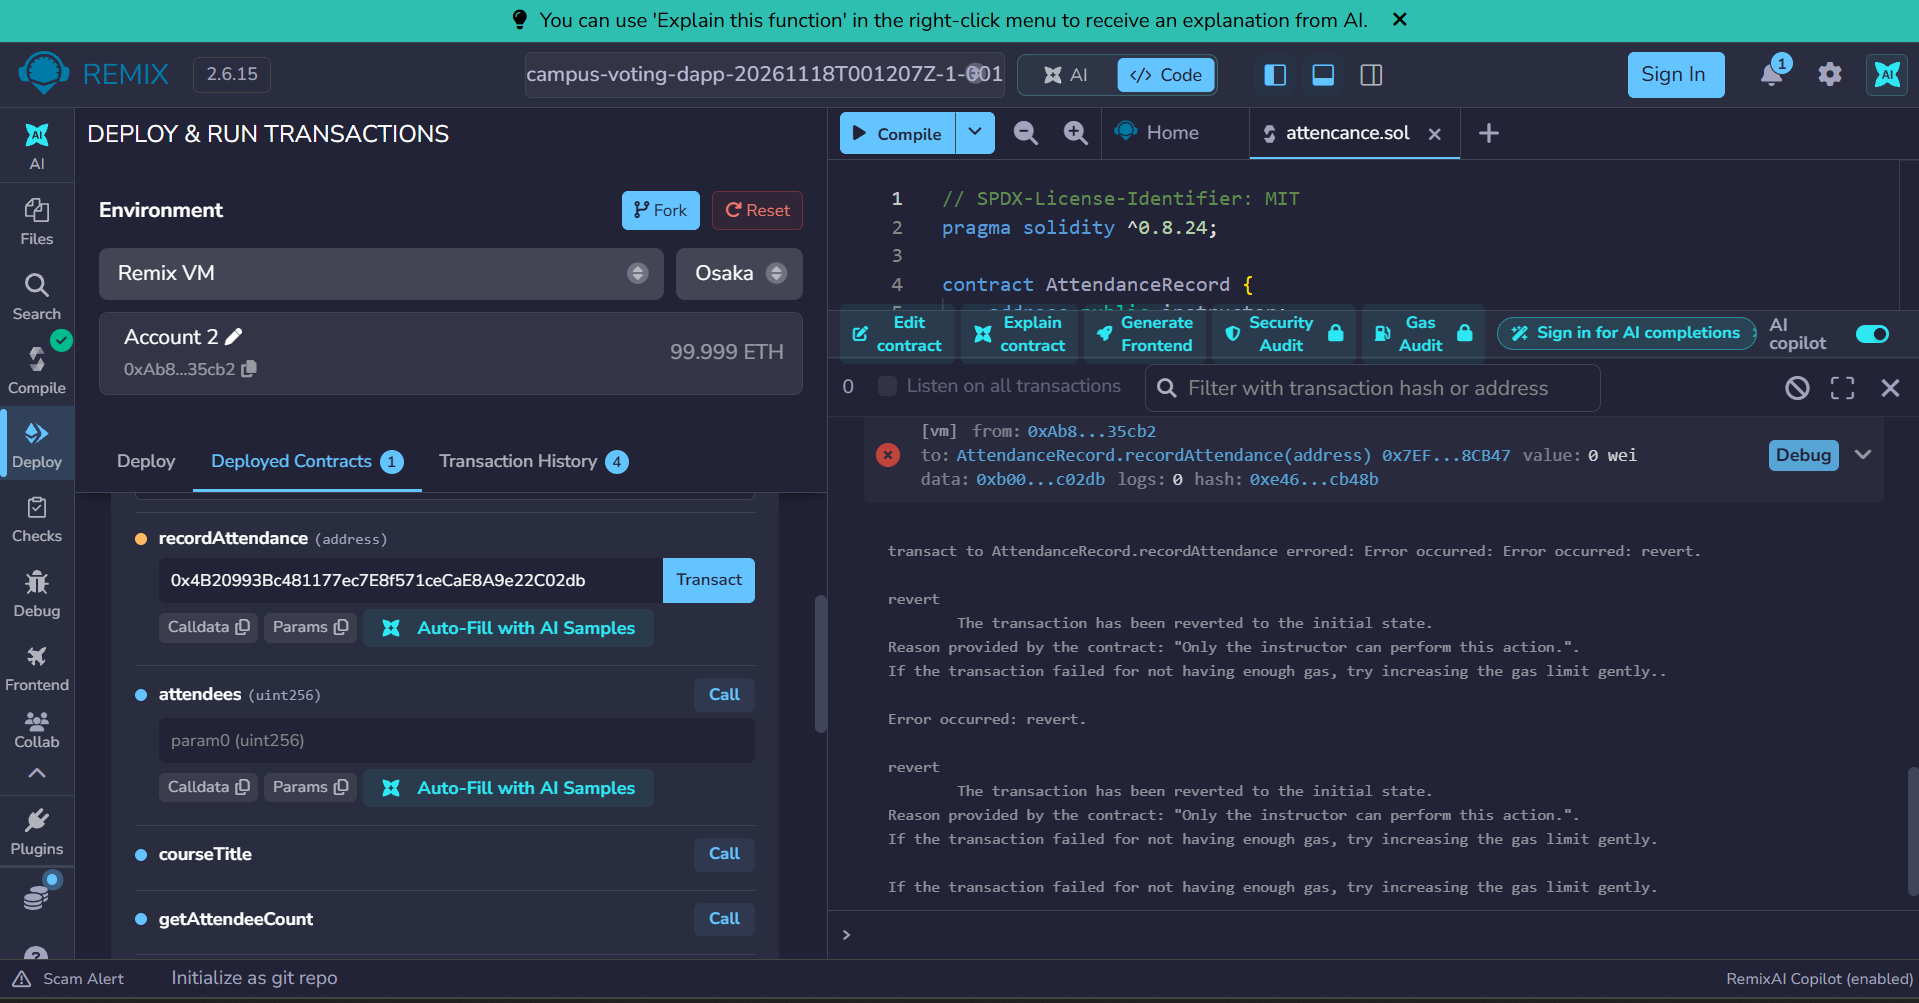 You can use 'Explain this function' in the right-click menu to receive an explanation from AI.
REMIX
2.6.15
campus-voting-dapp-20261118T001207Z-1-001
AI
Code
Sign In
1
AI
AI
AI
Files
Search
Compile
Deploy
Checks
Debug
Frontend
Collab
Plugins
DEPLOY & RUN TRANSACTIONS
Environment
Fork
Reset
Remix VM
Osaka
Account 2
0xAb8...35cb2
99.999 ETH
Deploy
Deployed Contracts 1
Transaction History 4
recordAttendance (address)
0x4B20993Bc481177ec7E8f571ceCaE8A9e22C02db
Transact
Calldata
Params
Auto-Fill with AI Samples
attendees (uint256)
Call
param0 (uint256)
Calldata
Params
Auto-Fill with AI Samples
courseTitle
Call
getAttendeeCount
Call
Compile
Home
attencance.sol
1 // SPDX-License-Identifier: MIT
2 pragma solidity ^0.8.24;
3
4 contract AttendanceRecord {
5 address public instructor;
Edit contract
Explain contract
Generate Frontend
Security Audit
Gas Audit
Sign in for AI completions
AI copilot
0
Listen on all transactions
Filter with transaction hash or address
[vm] from: 0xAb8...35cb2
to: AttendanceRecord.recordAttendance(address) 0x7EF...8CB47 value: 0 wei
data: 0xb00...c02db logs: 0 hash: 0xe46...cb48b
Debug
transact to AttendanceRecord.recordAttendance errored: Error occurred: Error occurred: revert.
revert
The transaction has been reverted to the initial state.
Reason provided by the contract: "Only the instructor can perform this action.".
If the transaction failed for not having enough gas, try increasing the gas limit gently..
Error occurred: revert.
revert
The transaction has been reverted to the initial state.
Reason provided by the contract: "Only the instructor can perform this action.".
If the transaction failed for not having enough gas, try increasing the gas limit gently.
If the transaction failed for not having enough gas, try increasing the gas limit gently.
>
Scam Alert
Initialize as git repo
RemixAI Copilot (enabled)